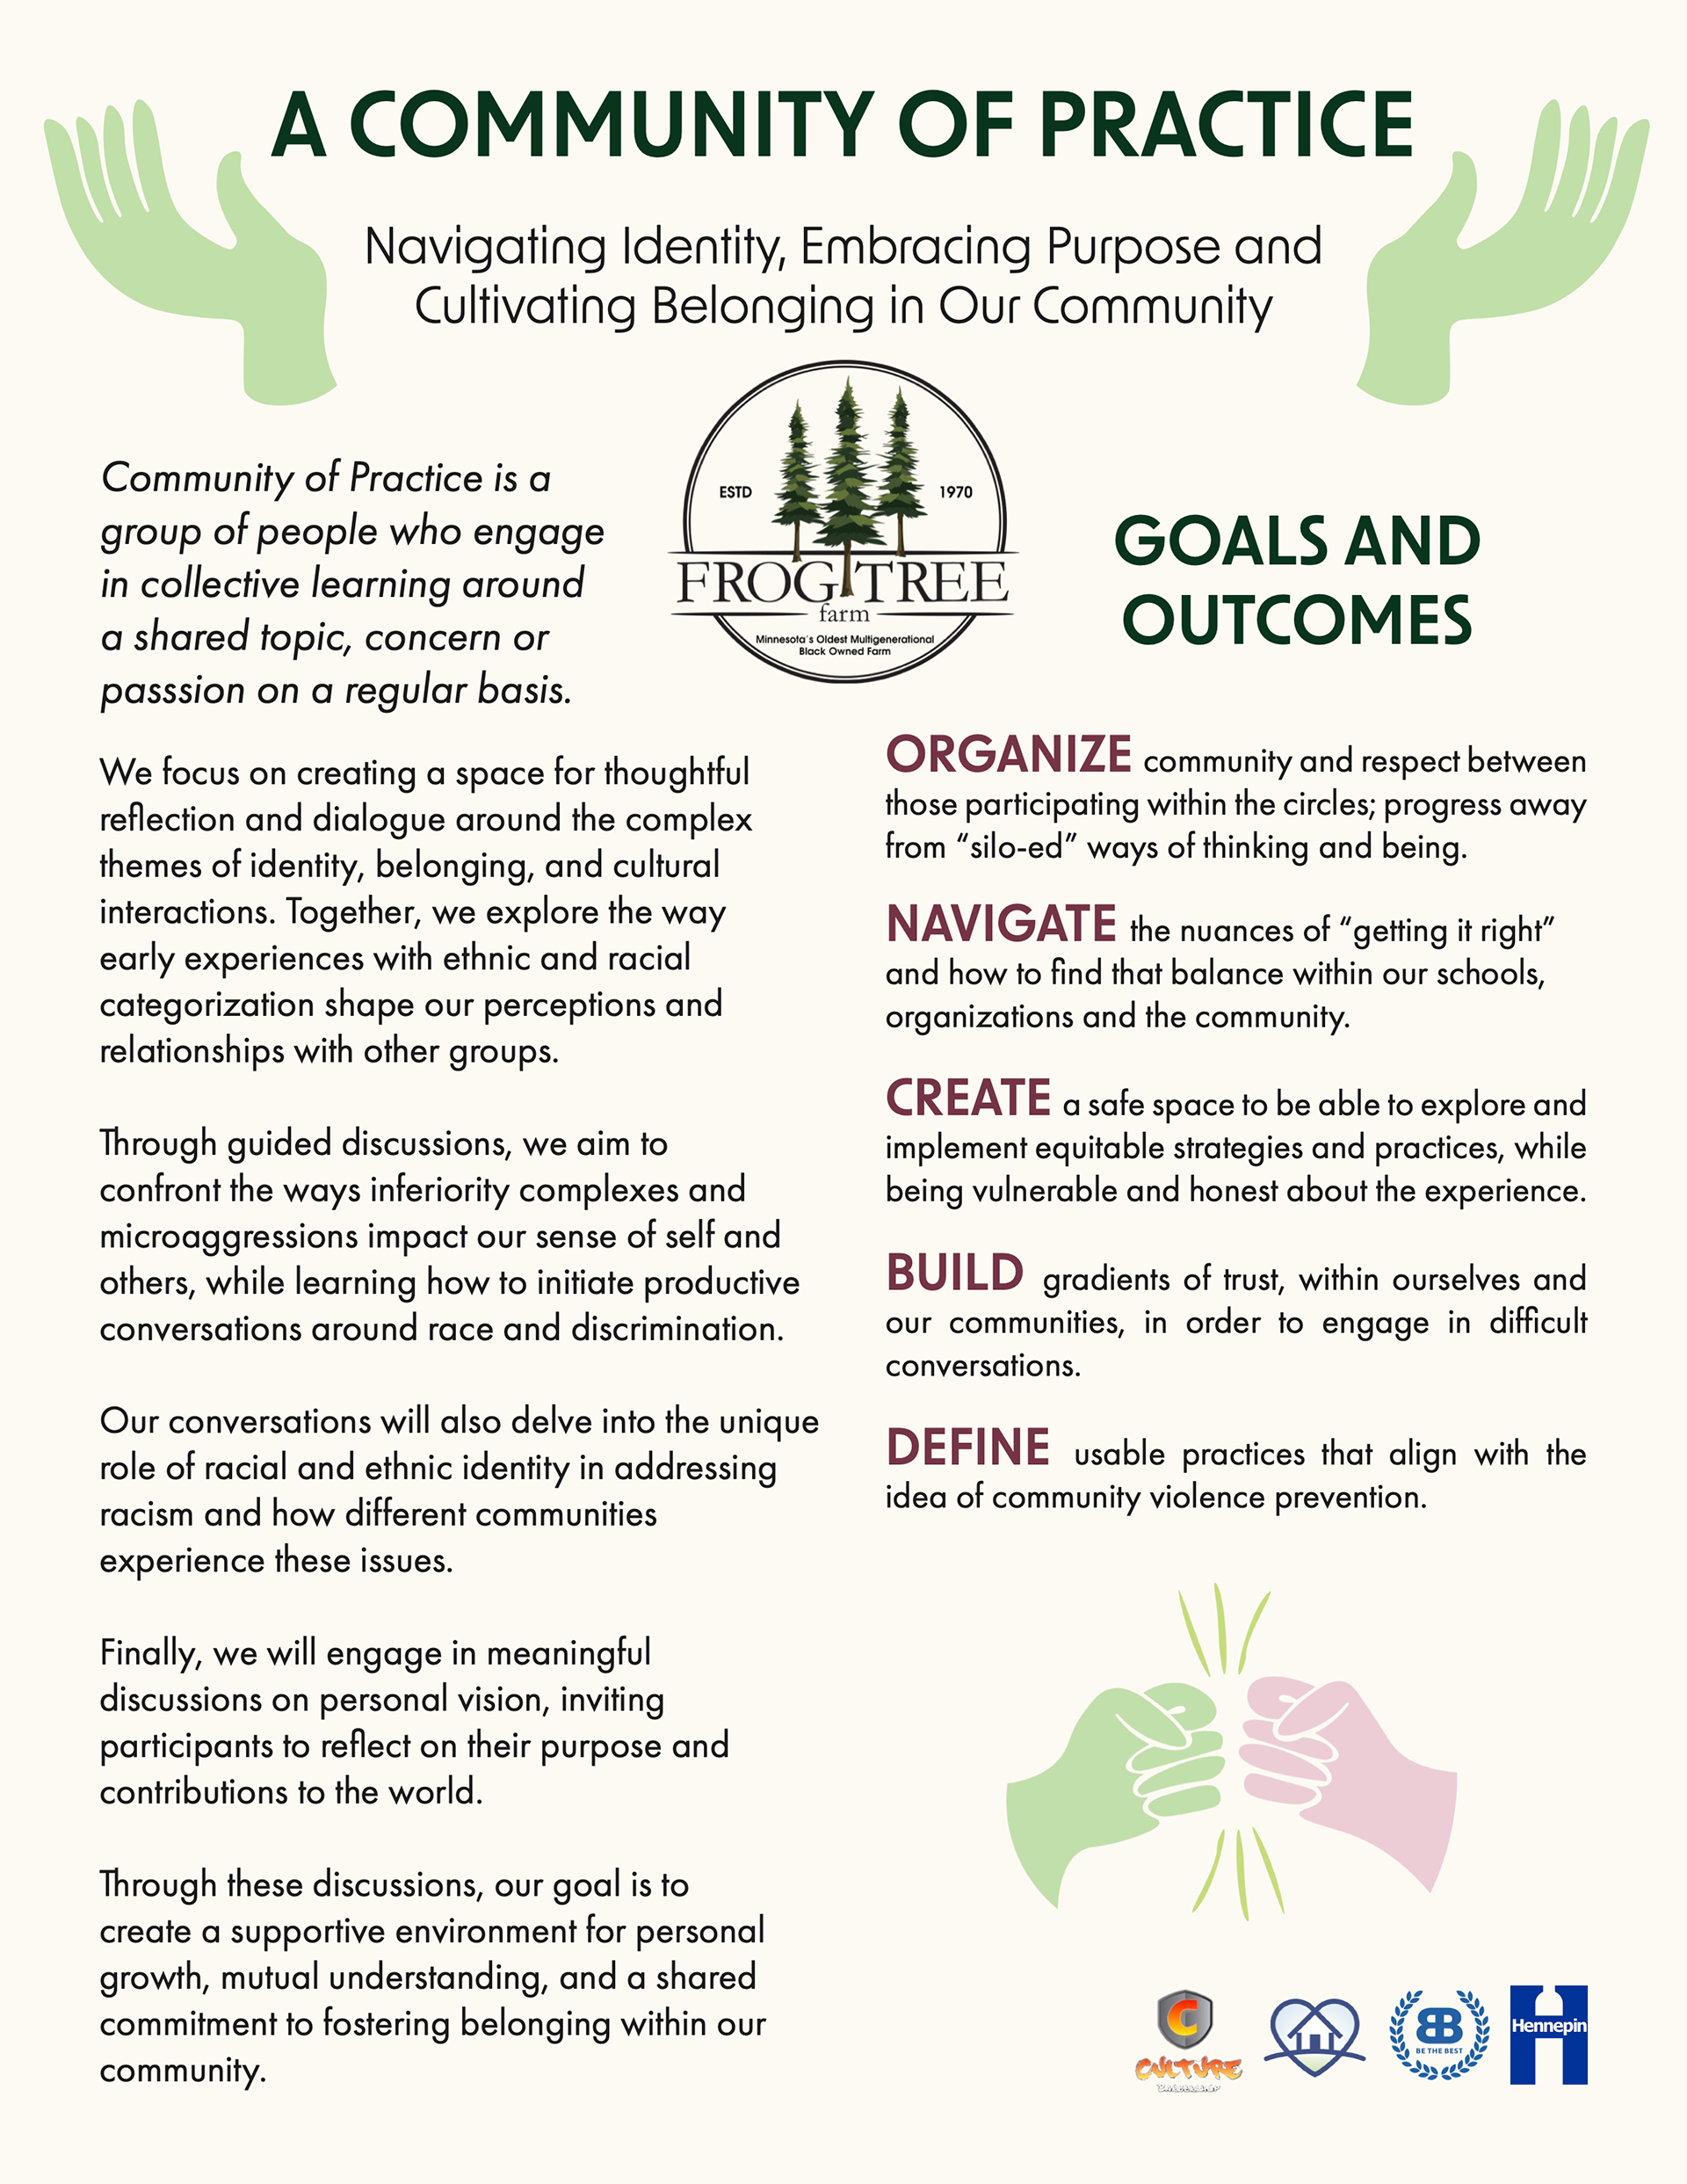 A COMMUNITY OF PRACTICE
Navigating Identity, Embracing Purpose and
Cultivating Belonging in Our Community
ESTD 1970
FROG TREE
farm
Minnesota's Oldest Multigenerational
Black Owned Farm
Community of Practice is a
group of people who engage
in collective learning around
a shared topic, concern or
passsion on a regular basis.
We focus on creating a space for thoughtful
reflection and dialogue around the complex
themes of identity, belonging, and cultural
interactions. Together, we explore the way
early experiences with ethnic and racial
categorization shape our perceptions and
relationships with other groups.
Through guided discussions, we aim to
confront the ways inferiority complexes and
microaggressions impact our sense of self and
others, while learning how to initiate productive
conversations around race and discrimination.
Our conversations will also delve into the unique
role of racial and ethnic identity in addressing
racism and how different communities
experience these issues.
Finally, we will engage in meaningful
discussions on personal vision, inviting
participants to reflect on their purpose and
contributions to the world.
Through these discussions, our goal is to
create a supportive environment for personal
growth, mutual understanding, and a shared
commitment to fostering belonging within our
community.
GOALS AND
OUTCOMES
ORGANIZE community and respect between
those participating within the circles; progress away
from “silo-ed” ways of thinking and being.
NAVIGATE the nuances of “getting it right”
and how to find that balance within our schools,
organizations and the community.
CREATE a safe space to be able to explore and
implement equitable strategies and practices, while
being vulnerable and honest about the experience.
BUILD gradients of trust, within ourselves and
our communities, in order to engage in difficult
conversations.
DEFINE usable practices that align with the
idea of community violence prevention.
C
CULTURE
BB
BE THE BEST
H
Hennepin